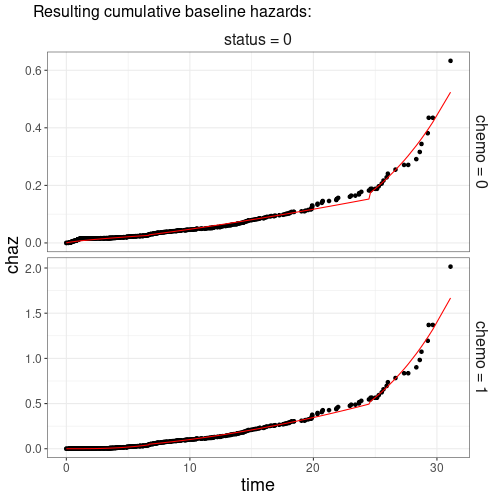 Resulting cumulative baseline hazards:
status = 0
chaz
0.6
0.4
0.2
0.0
chemo = 0
2.0
1.5
1.0
0.5
0.0
chemo = 1
0 10 20 30
time